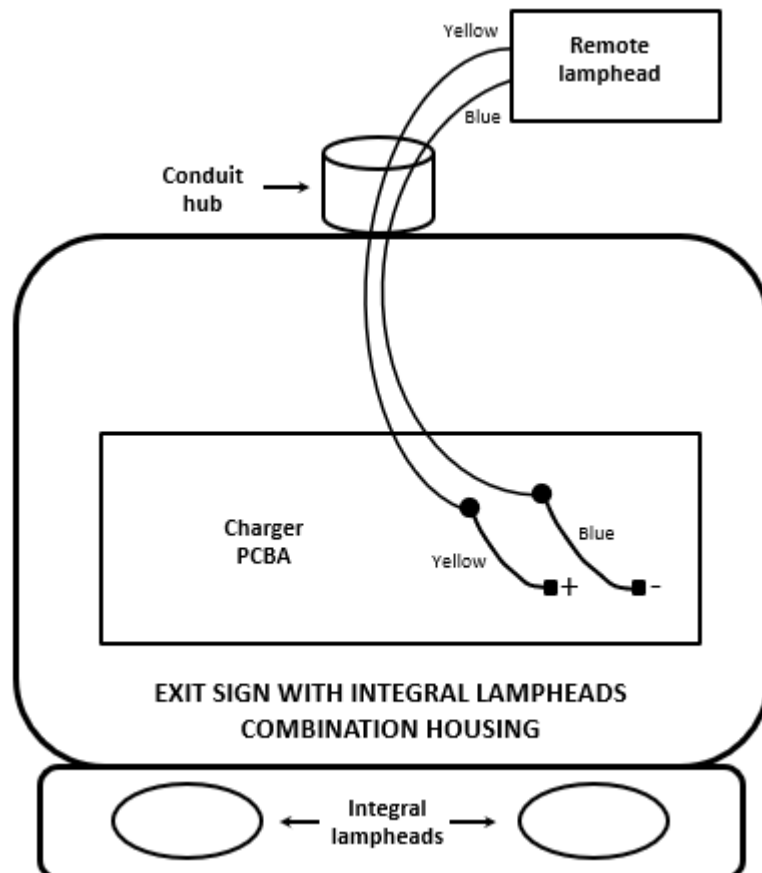 Yellow
Remote
lamphead
Blue
Conduit
hub
Charger
PCBA
Yellow
Blue
+
-
EXIT SIGN WITH INTEGRAL LAMPHEADS
COMBINATION HOUSING
Integral
lampheads